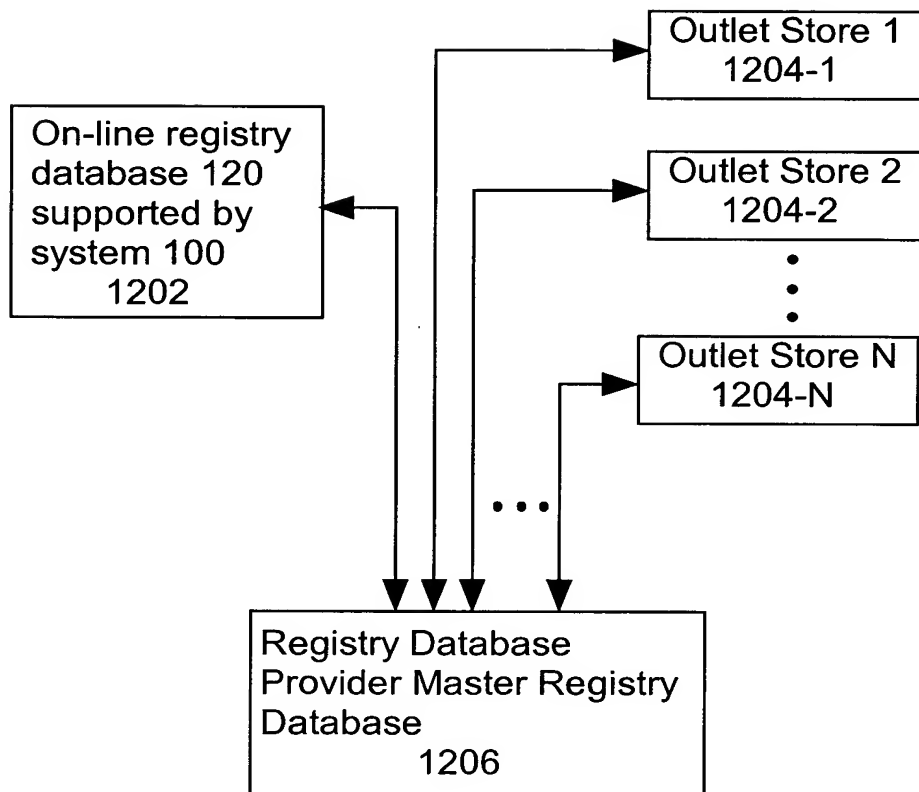 Outlet Store 1
1204-1
On-line registry
database 120
supported by
system 100
1202
Outlet Store 2
1204-2
Outlet Store N
1204-N
Registry Database
Provider Master Registry
Database
1206